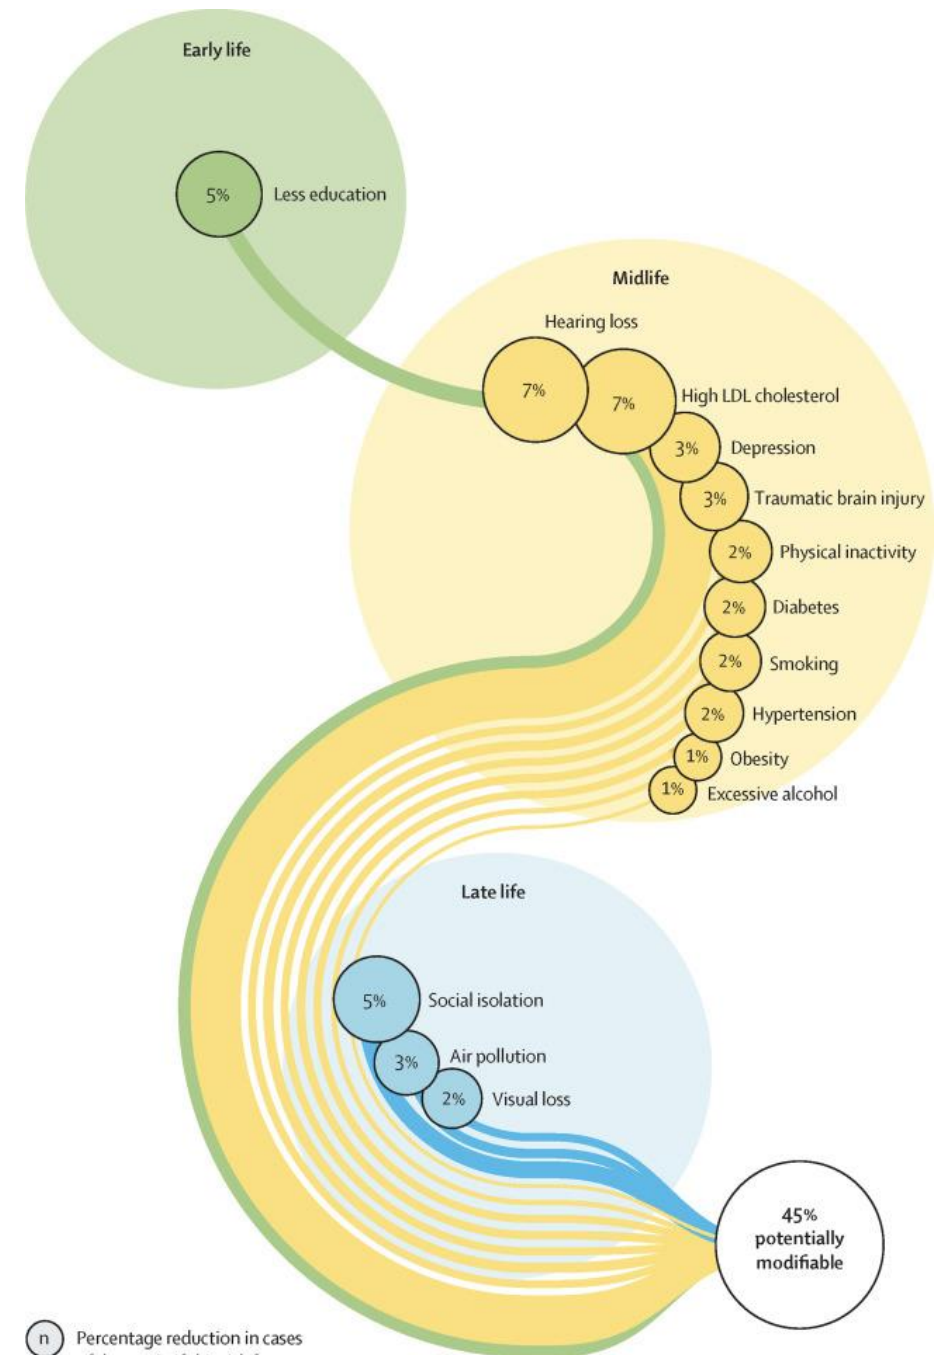 Early life
5% Less education
Midlife
Hearing loss
7%
7% High LDL cholesterol
3% Depression
3% Traumatic brain injury
2% Physical inactivity
2% Diabetes
2% Smoking
2% Hypertension
1% Obesity
1% Excessive alcohol
Late life
5% Social isolation
3% Air pollution
2% Visual loss
45%
potentially
modifiable
n Percentage reduction in cases